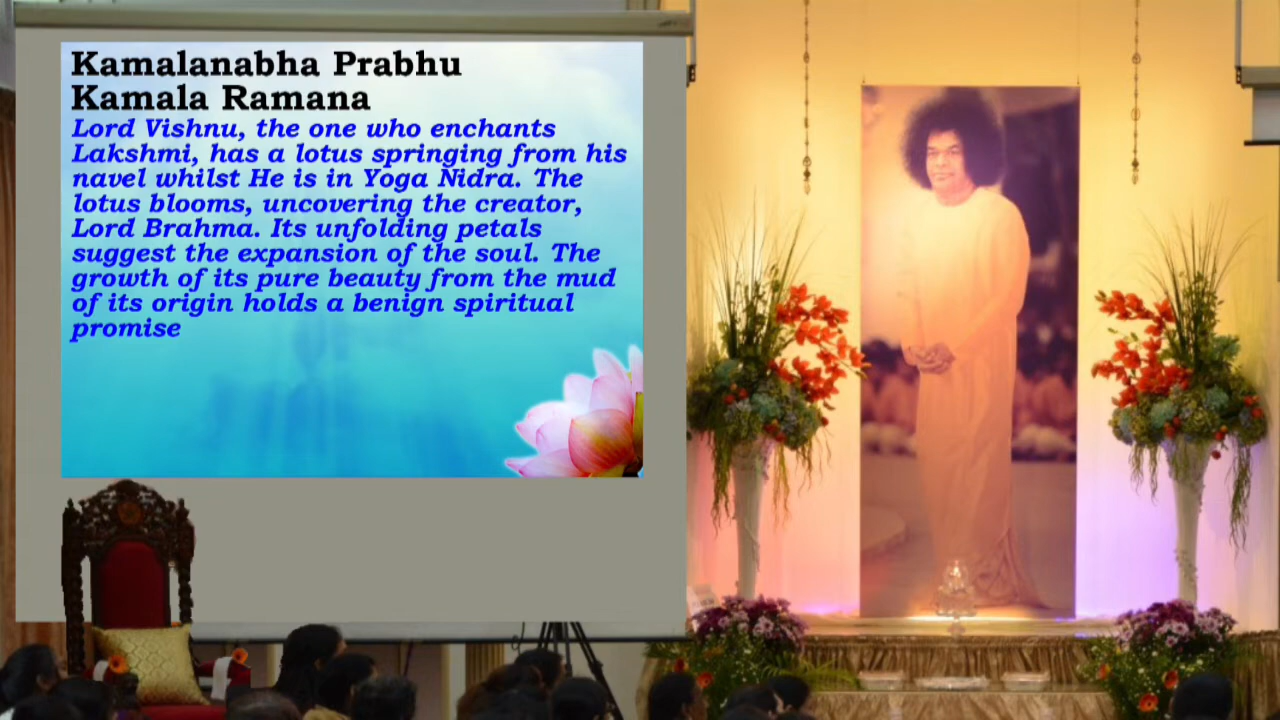 Kamalanabha Prabhu
Kamala Ramana
Lord Vishnu, the one who enchants
Lakshmi, has a lotus springing from his
navel whilst He is in Yoga Nidra. The
lotus blooms, uncovering the creator,
Lord Brahma. Its unfolding petals
suggest the expansion of the soul. The
growth of its pure beauty from the mud
of its origin holds a benign spiritual
promise